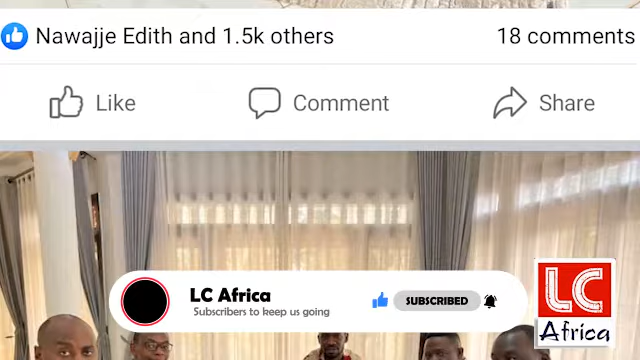 Nawajje Edith and 1.5k others
18 comments
Like
Comment
Share
LC Africa
Subscribers to keep us going
SUBSCRIBED
LC
Africa